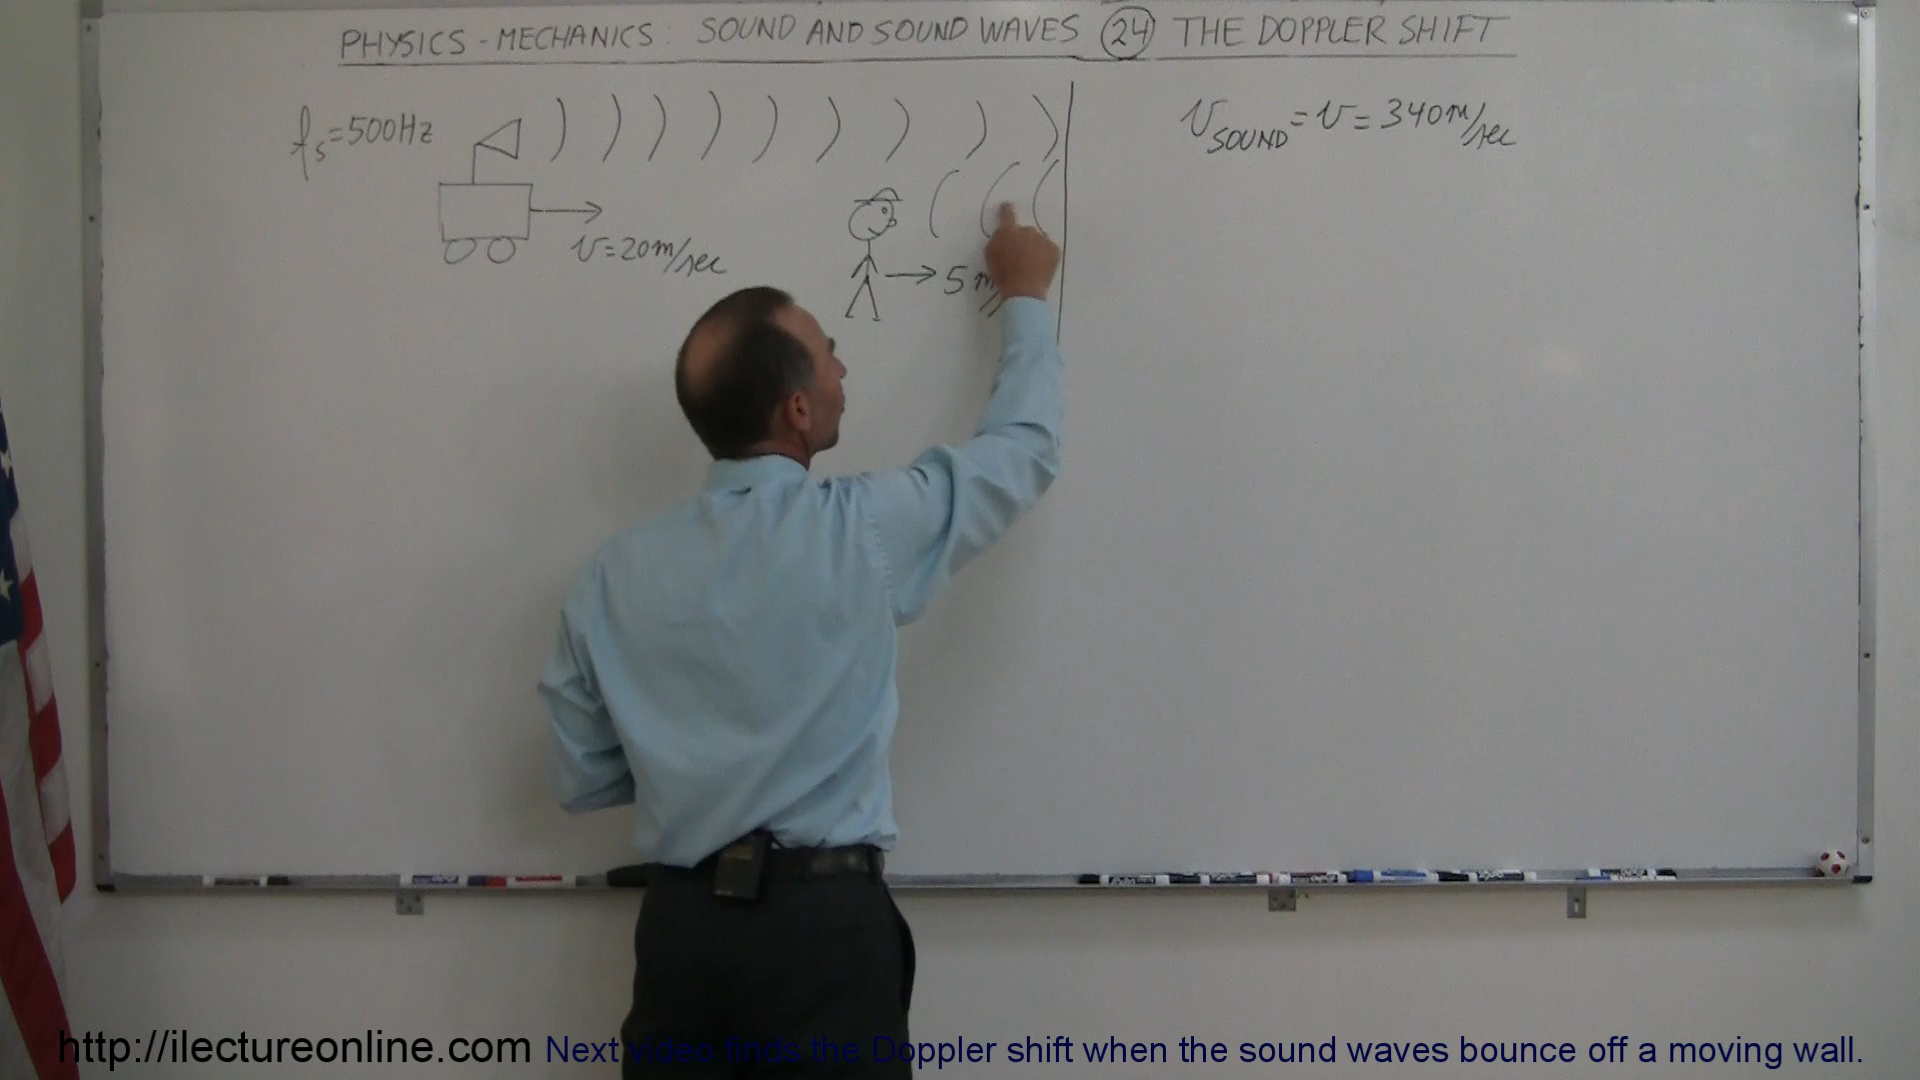 PHYSICS - MECHANICS: SOUND AND SOUND WAVES 24 THE DOPPLER SHIFT
fs=500Hz
VSOUND = V = 340m/sec
V=20m/sec
5 m/
http://ilectureonline.com Next video finds the Doppler shift when the sound waves bounce off a moving wall.